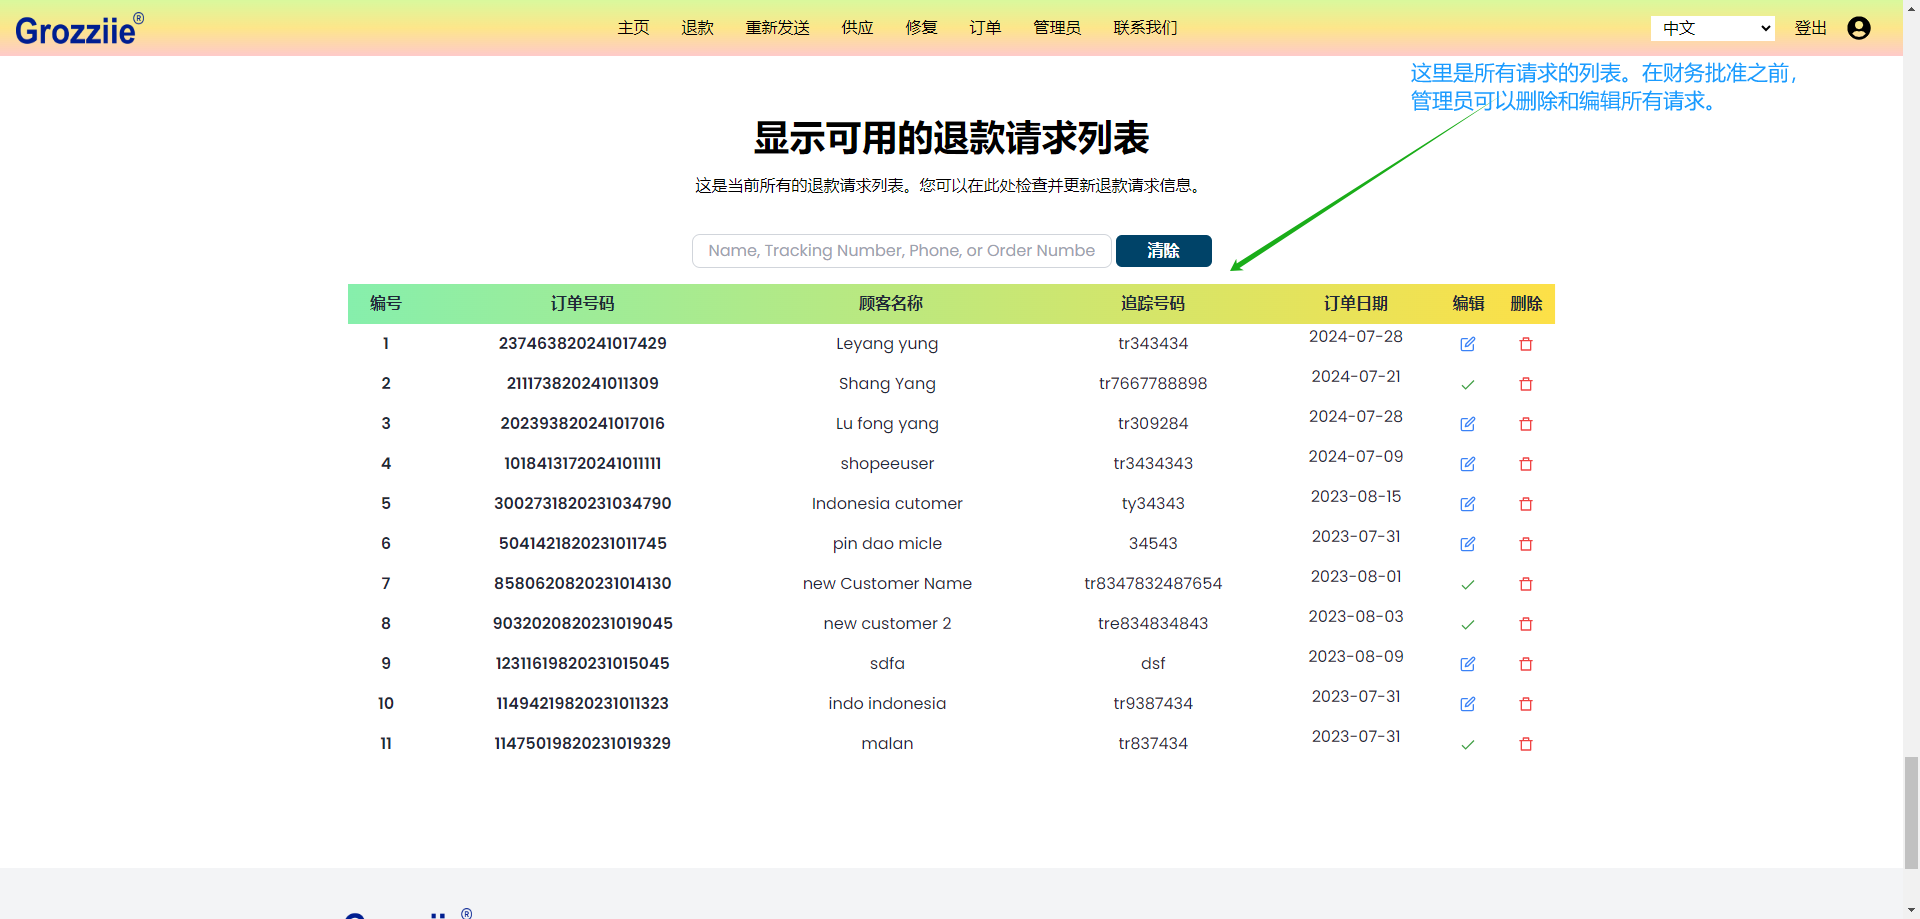 Grozziie®
主页 退款 重新发送 供应 修复 订单 管理员 联系我们 中文 登出
这里是所有请求的列表。在财务批准之前，
管理员可以删除和编辑所有请求。
显示可用的退款请求列表
这是当前所有的退款请求列表。您可以在此处检查并更新退款请求信息。
Name, Tracking Number, Phone, or Order Numbe 清除
编号 订单号码 顾客名称 追踪号码 订单日期 编辑 删除
1 237463820241017429 Leyang yung tr343434 2024-07-28
2 211173820241011309 Shang Yang tr7667788898 2024-07-21
3 202393820241017016 Lu fong yang tr309284 2024-07-28
4 10184131720241011111 shopeeuser tr3434343 2024-07-09
5 3002731820231034790 Indonesia cutomer ty34343 2023-08-15
6 5041421820231011745 pin dao micle 34543 2023-07-31
7 8580620820231014130 new Customer Name tr8347832487654 2023-08-01
8 9032020820231019045 new customer 2 tre834834843 2023-08-03
9 12311619820231015045 sdfa dsf 2023-08-09
10 11494219820231011323 indo indonesia tr9387434 2023-07-31
11 11475019820231019329 malan tr837434 2023-07-31